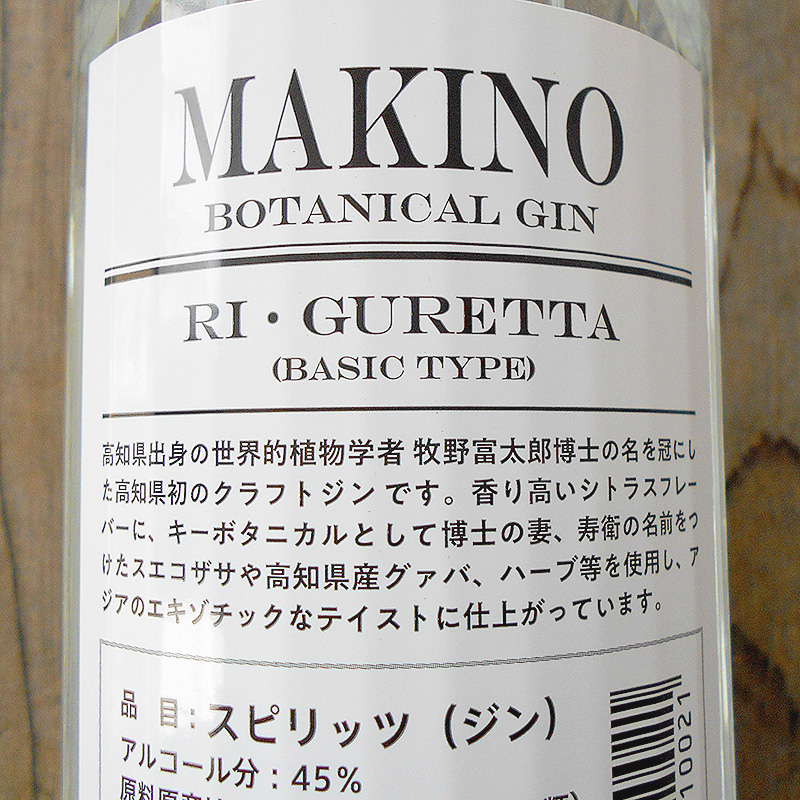 MAKINO
BOTANICAL GIN
RI・GURETTA
(BASIC TYPE)
高知県出身の世界的植物学者 牧野富太郎博士の名を冠にし
た高知県初のクラフトジンです。香り高いシトラスフレー
バーに、キーボタニカルとして博士の妻、寿衛の名前をつ
けたスエコザサや高知県産グァバ、ハーブ等を使用し、ア
ジアのエキゾチックなテイストに仕上がっています。
品 目：スピリッツ（ジン）
アルコール分：45%
10021